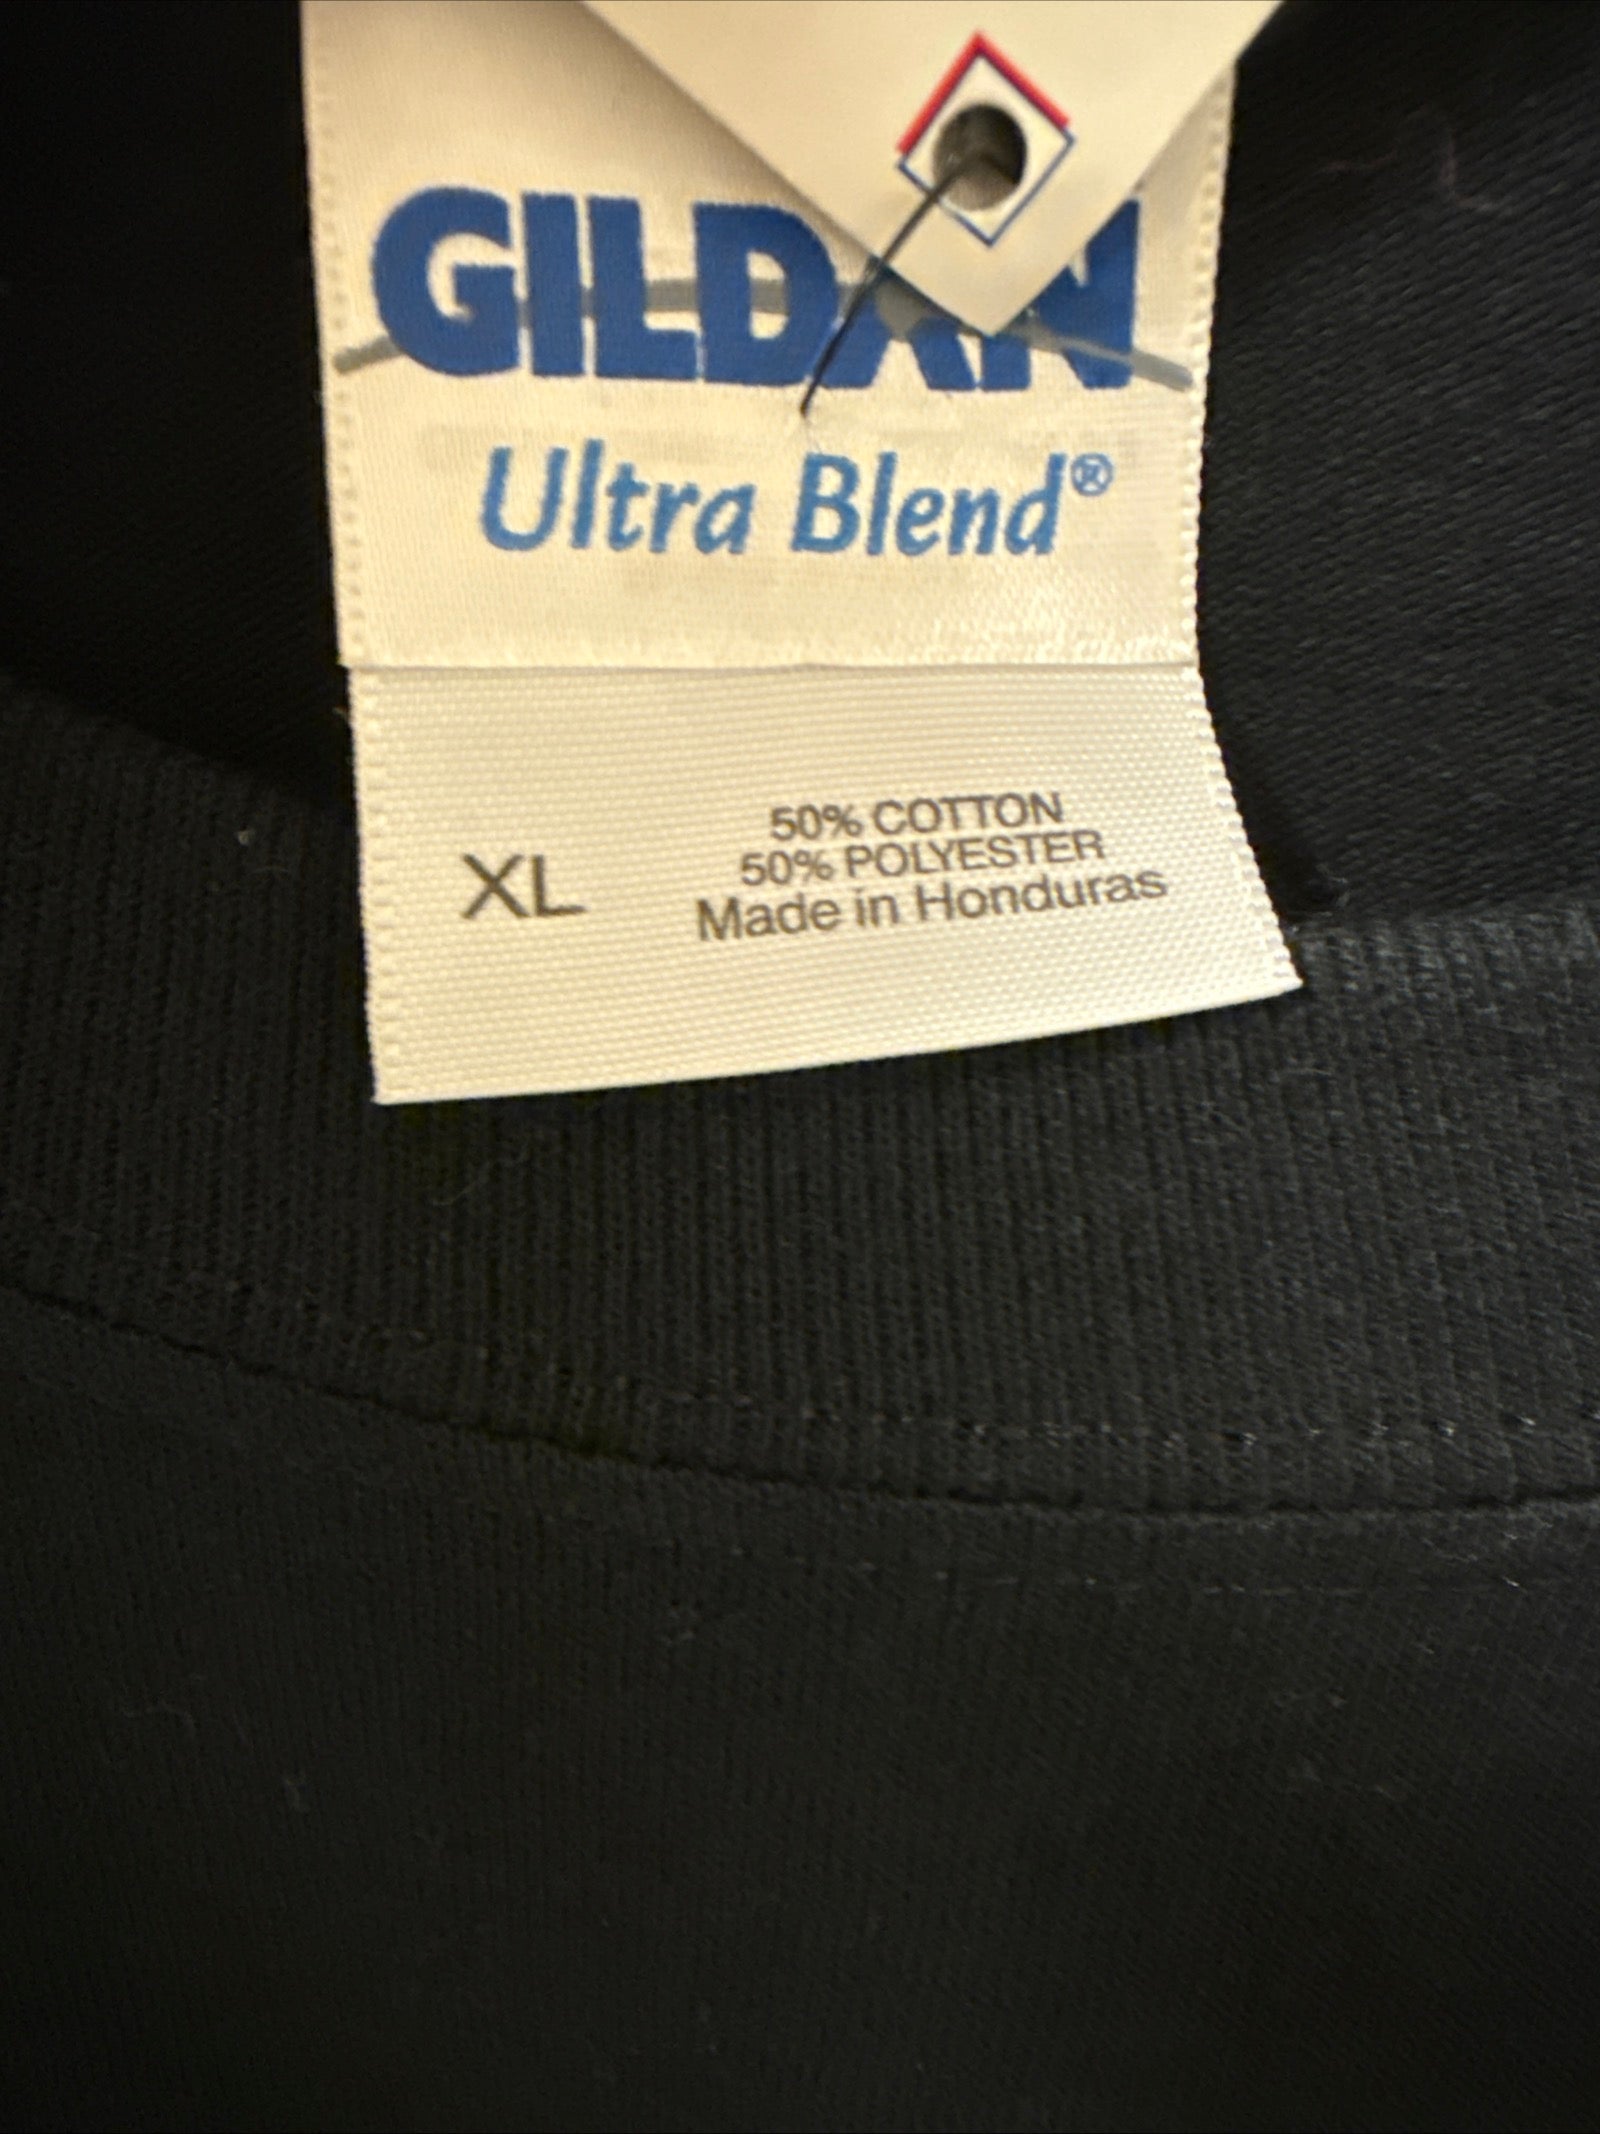 GILDAN
Ultra Blend®
50% COTTON
50% POLYESTER
XL
Made in Honduras